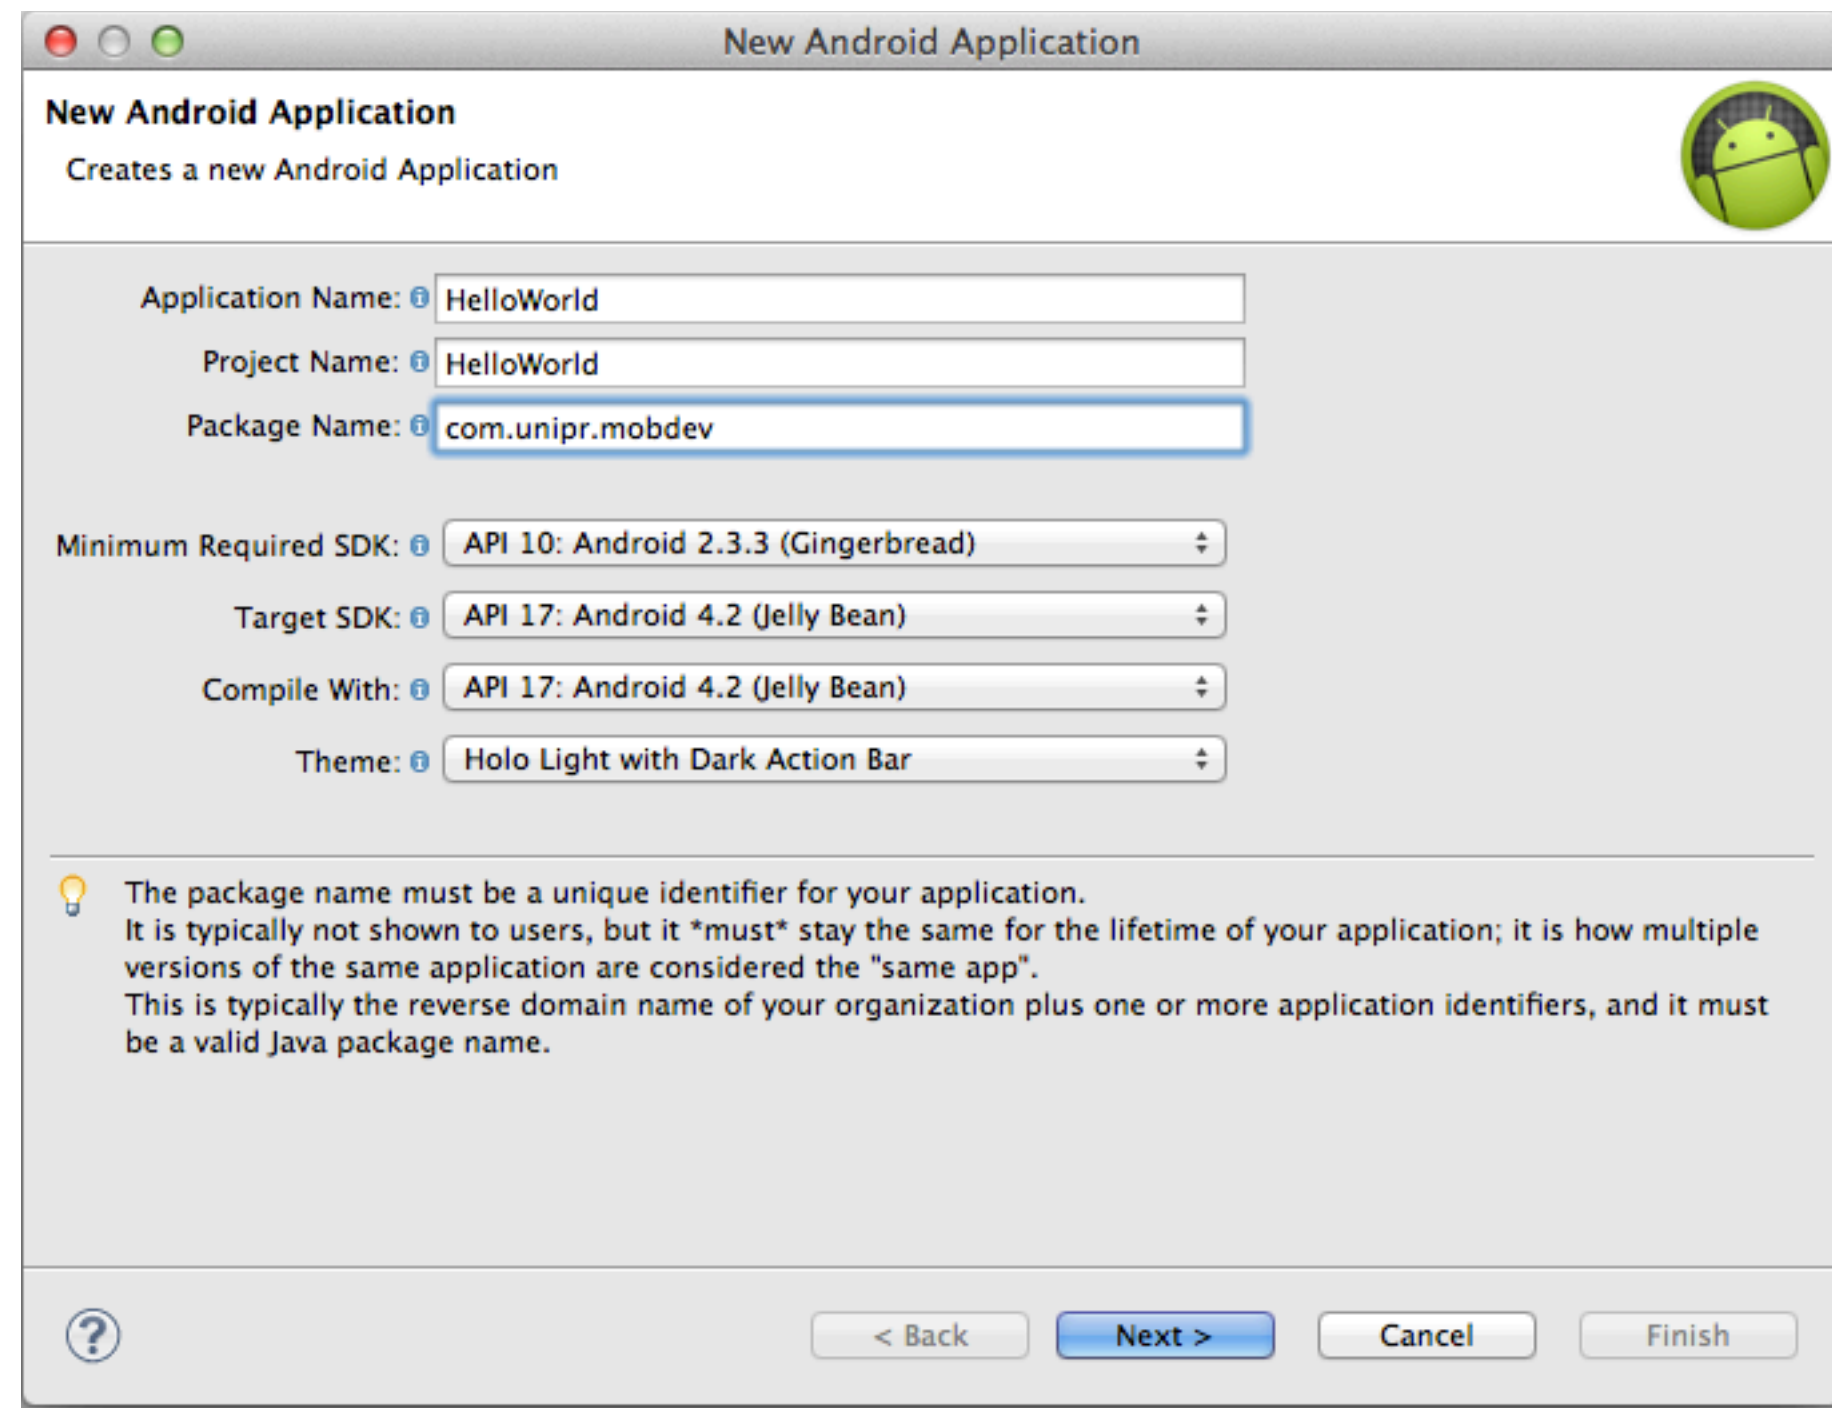 New Android Application
New Android Application
Creates a new Android Application
Application Name: HelloWorld
Project Name: HelloWorld
Package Name: com.unipr.mobdev
Minimum Required SDK: API 10: Android 2.3.3 (Gingerbread)
Target SDK: API 17: Android 4.2 (Jelly Bean)
Compile With: API 17: Android 4.2 (Jelly Bean)
Theme: Holo Light with Dark Action Bar
The package name must be a unique identifier for your application.
It is typically not shown to users, but it *must* stay the same for the lifetime of your application; it is how multiple
versions of the same application are considered the "same app".
This is typically the reverse domain name of your organization plus one or more application identifiers, and it must
be a valid Java package name.
? < Back Next > Cancel Finish